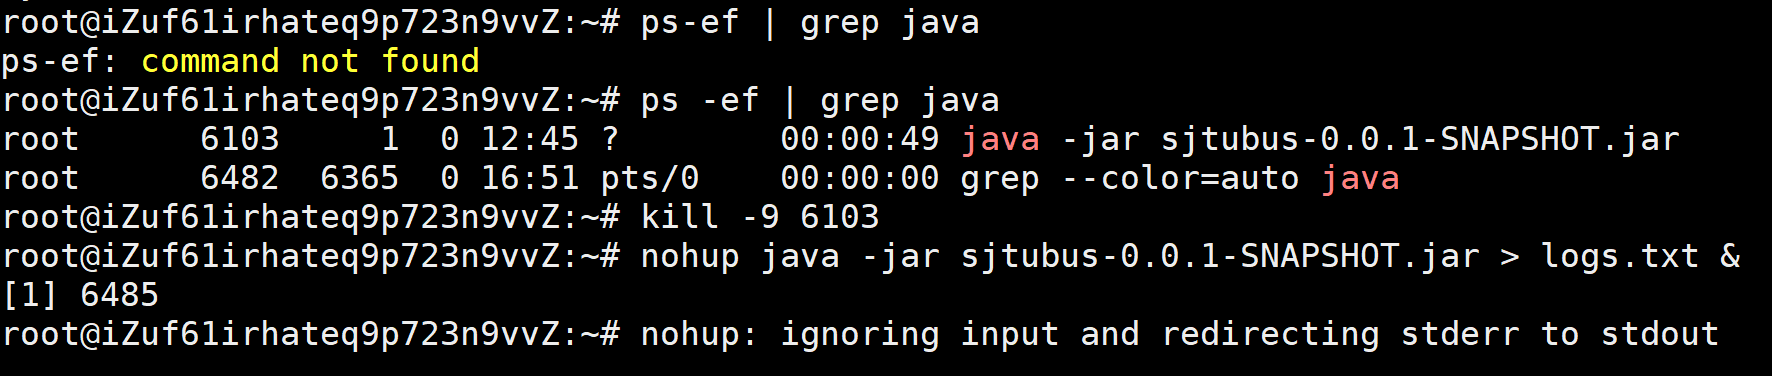 root@iZuf61irhateq9p723n9vvZ:~# ps-ef | grep java
ps-ef: command not found
root@iZuf61irhateq9p723n9vvZ:~# ps -ef | grep java
root      6103     1  0 12:45 ?        00:00:49 java -jar sjtubus-0.0.1-SNAPSHOT.jar
root      6482  6365  0 16:51 pts/0    00:00:00 grep --color=auto java
root@iZuf61irhateq9p723n9vvZ:~# kill -9 6103
root@iZuf61irhateq9p723n9vvZ:~# nohup java -jar sjtubus-0.0.1-SNAPSHOT.jar > logs.txt &
[1] 6485
root@iZuf61irhateq9p723n9vvZ:~# nohup: ignoring input and redirecting stderr to stdout